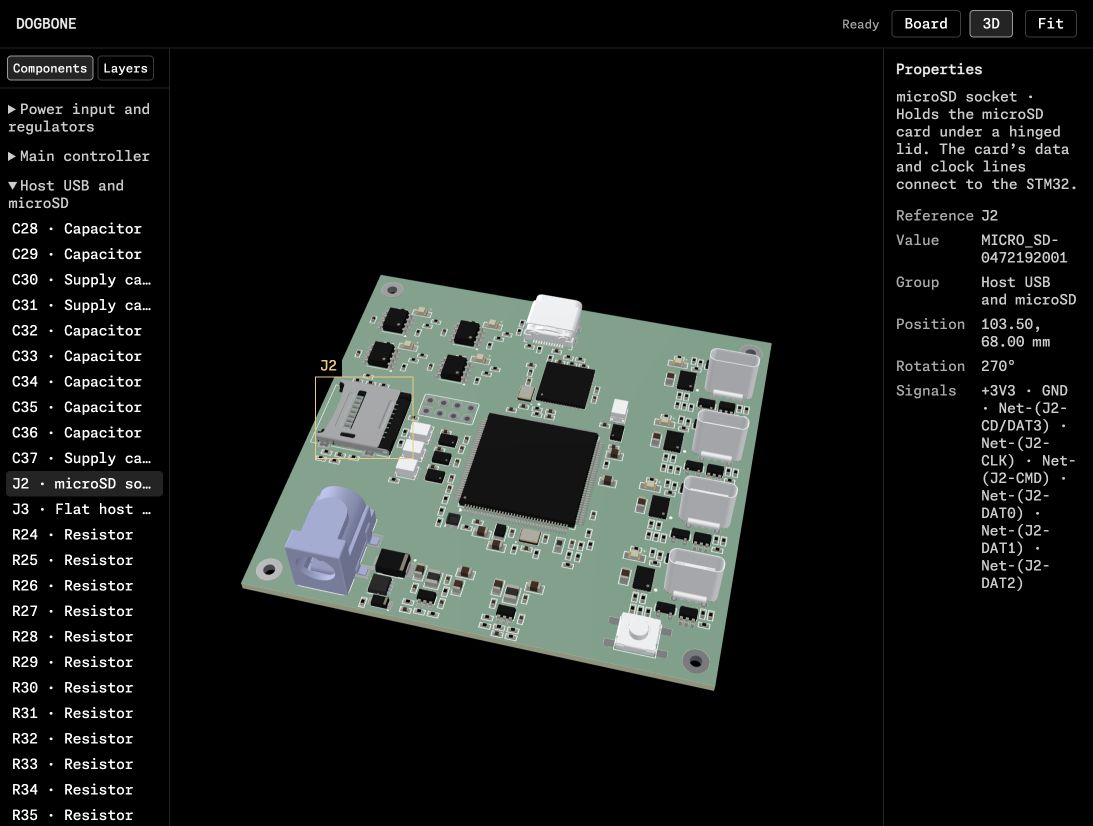 DOGBONE
Ready
Board
3D
Fit
Components
Layers
Power input and
regulators
Main controller
Host USB and
microSD
C28 · Capacitor
C29 · Capacitor
C30 · Supply ca…
C31 · Supply ca…
C32 · Capacitor
C33 · Capacitor
C34 · Capacitor
C35 · Capacitor
C36 · Capacitor
C37 · Supply ca…
J2 · microSD so…
J3 · Flat host …
R24 · Resistor
R25 · Resistor
R26 · Resistor
R27 · Resistor
R28 · Resistor
R29 · Resistor
R30 · Resistor
R31 · Resistor
R32 · Resistor
R33 · Resistor
R34 · Resistor
R35 · Resistor
J2
Properties
microSD socket ·
Holds the microSD
card under a hinged
lid. The card’s data
and clock lines
connect to the STM32.
Reference J2
Value MICRO_SD-
0472192001
Group Host USB
and microSD
Position 103.50,
68.00 mm
Rotation 270°
Signals +3V3 · GND
· Net-(J2-
CD/DAT3) ·
Net-(J2-
CLK) · Net-
(J2-CMD) ·
Net-(J2-
DAT0) ·
Net-(J2-
DAT1) ·
Net-(J2-
DAT2)